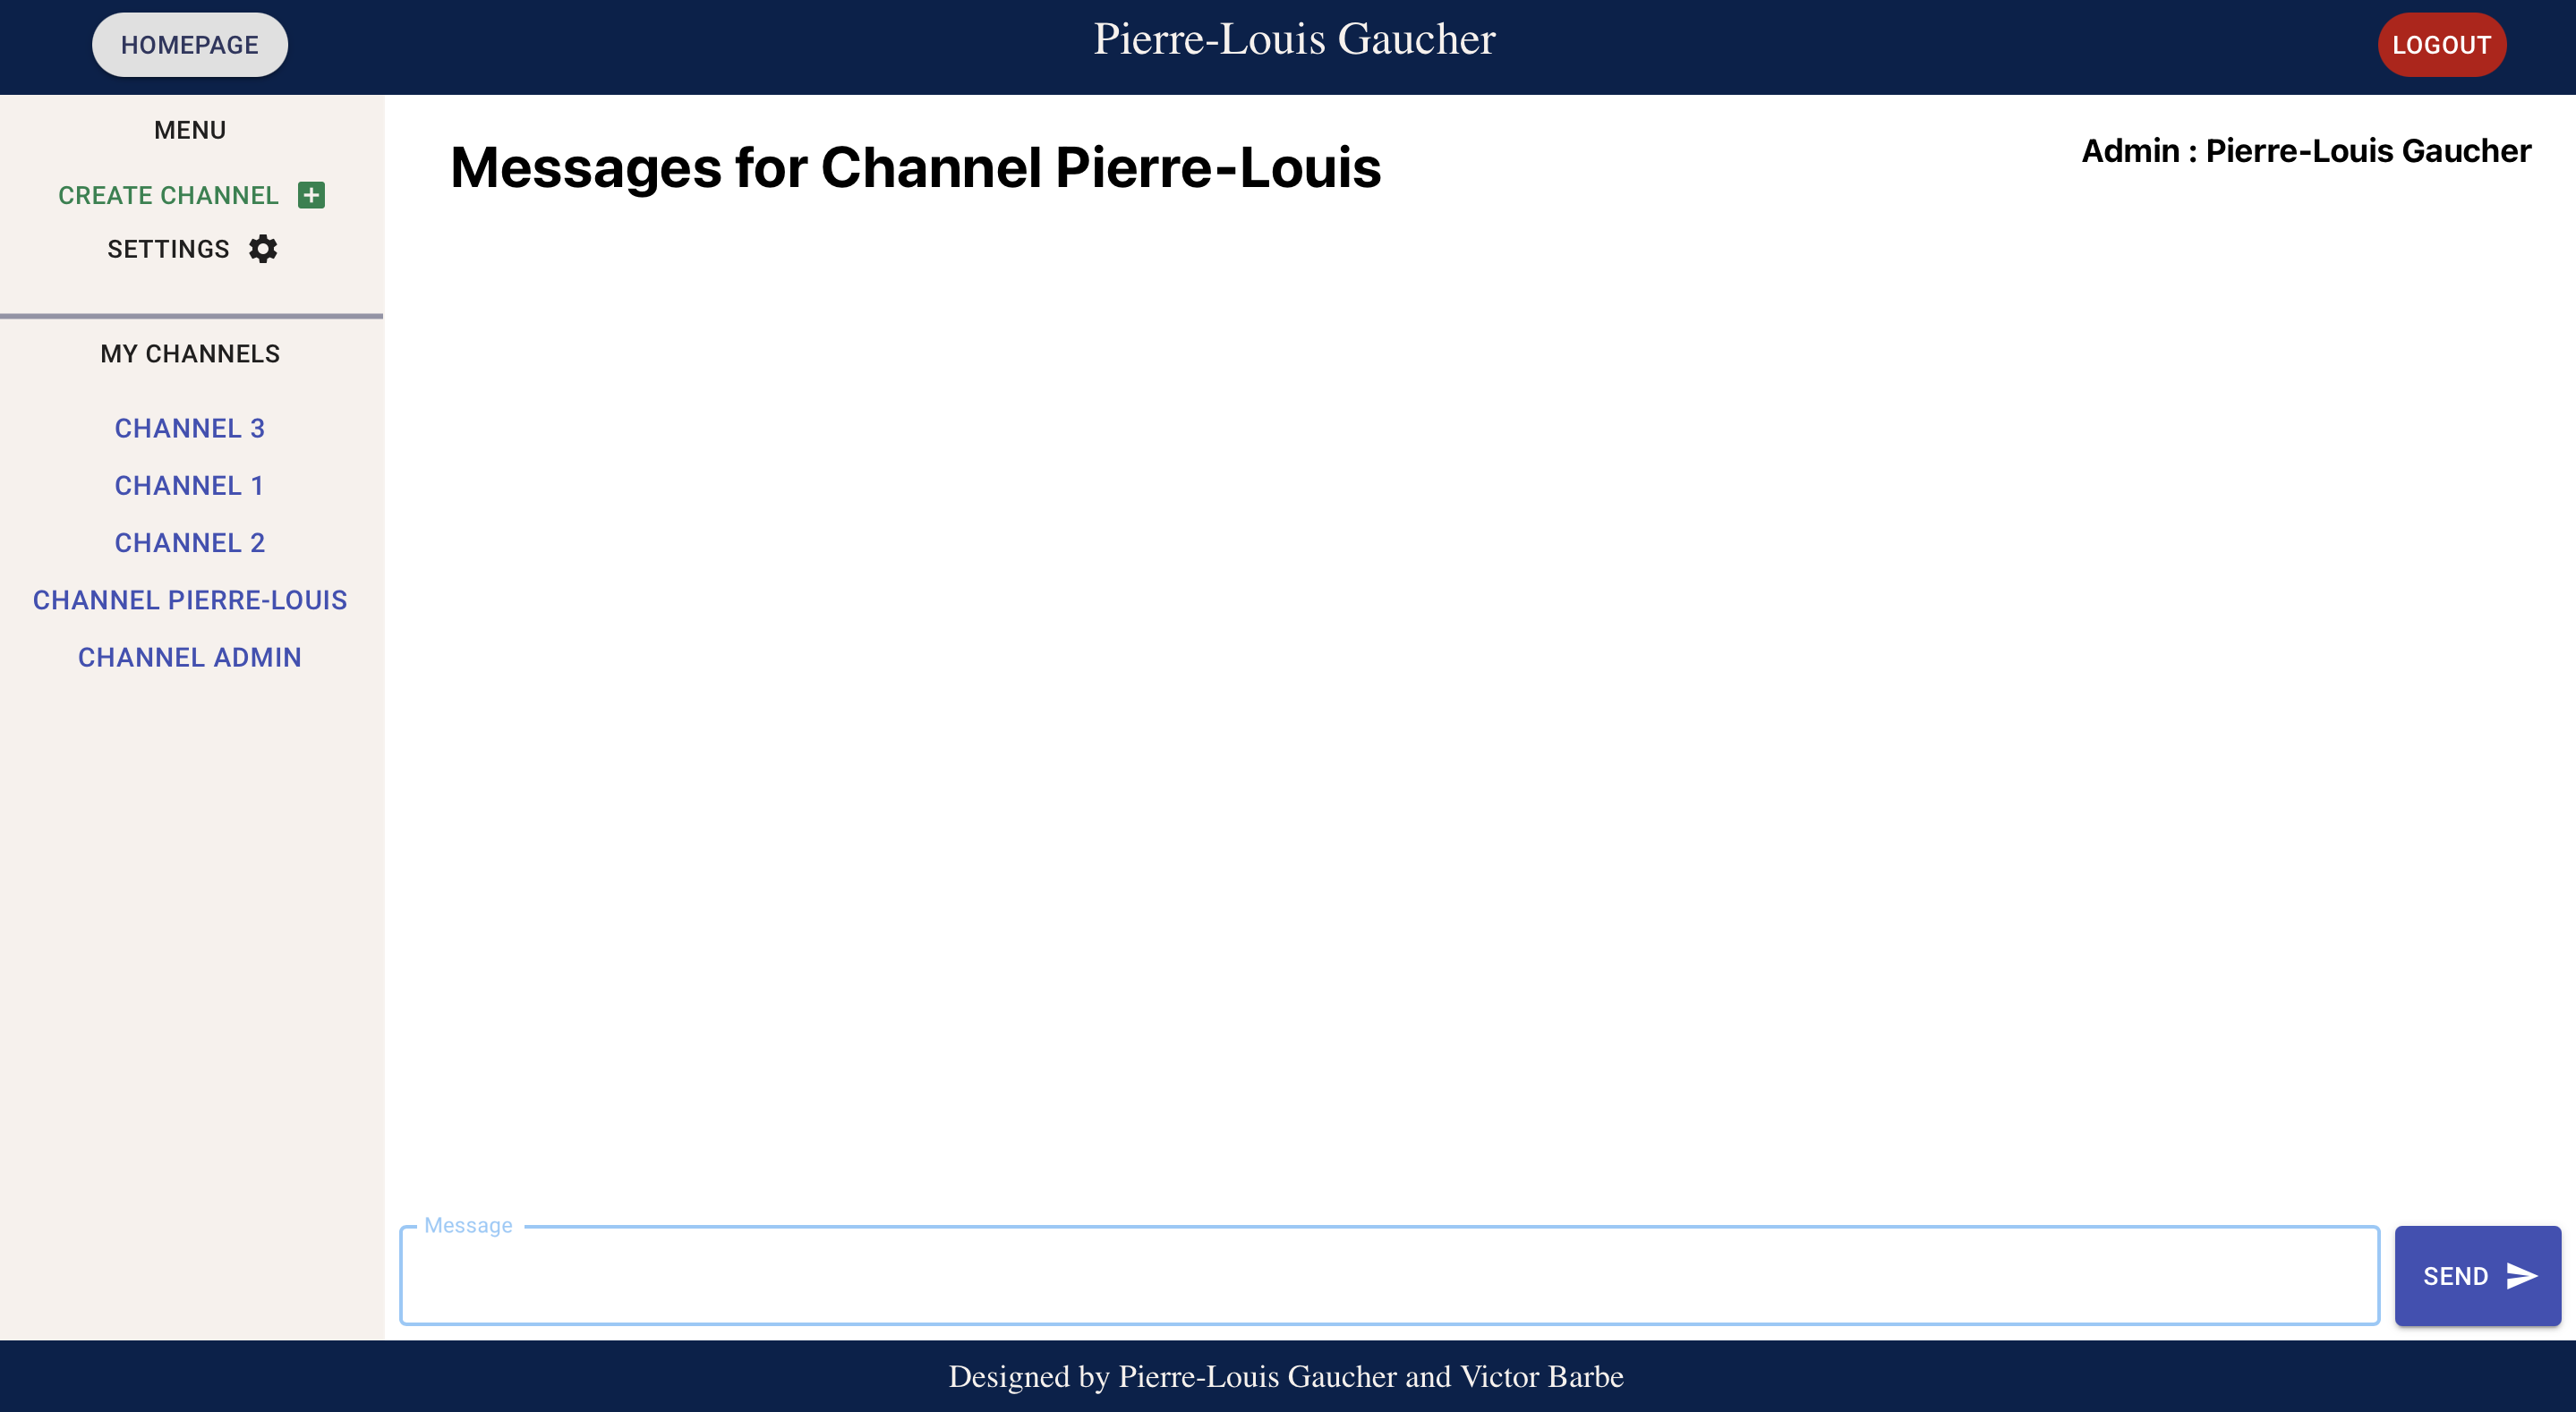 HOMEPAGE
Pierre-Louis Gaucher
LOGOUT
MENU
CREATE CHANNEL
SETTINGS
MY CHANNELS
CHANNEL 3
CHANNEL 1
CHANNEL 2
CHANNEL PIERRE-LOUIS
CHANNEL ADMIN
Messages for Channel Pierre-Louis
Admin : Pierre-Louis Gaucher
Message
SEND
Designed by Pierre-Louis Gaucher and Victor Barbe